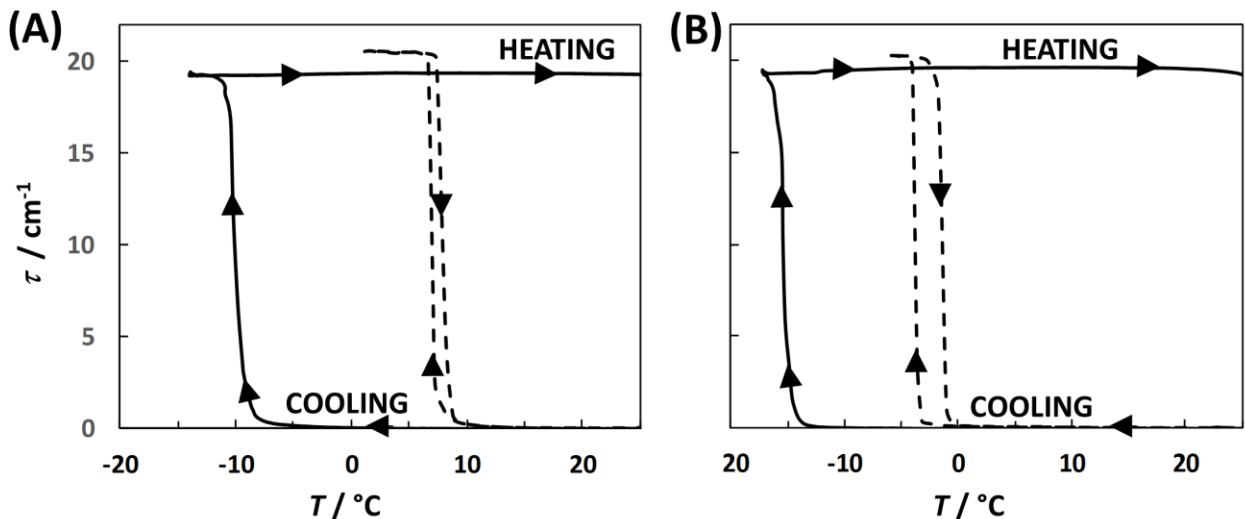 (A)
HEATING
20
15
10
5
0
τ / cm⁻¹
COOLING
-20 -10 0 10 20
T / °C
(B)
HEATING
COOLING
20 -10 0 10 20
T / °C